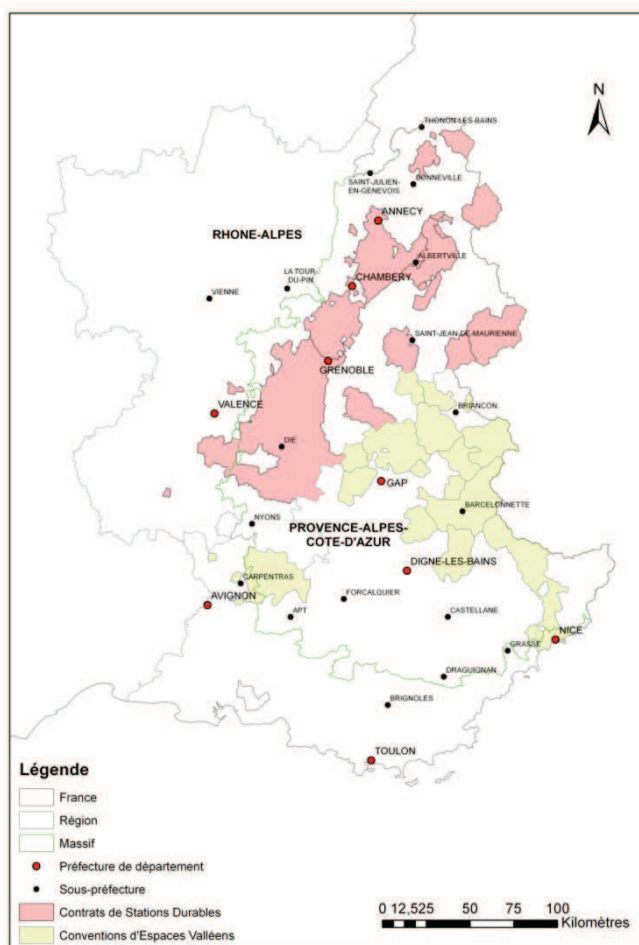 N
THONON-LES-BAINS
SAINT-JULIEN-
EN-GENEVOIS
BONNEVILLE
ANNECY
RHONE-ALPES
ALBERTVILLE
CHAMBERY
LA TOUR-
DU-PIN
VIENNE
SAINT-JEAN-DE-MAURIENNE
GRENOBLE
VALENCE
BRIANCON
DIE
GAP
BARCELONNETTE
NYONS
PROVENCE-ALPES-
COTE-D'AZUR
DIGNE-LES-BAINS
CARPENTRAS
AVIGNON
FORCALQUIER
APT
CASTELLANE
NICE
GRASSE
DRAGUIGNAN
BRIGNOLES
TOULON
Légende
France
Région
Massif
Préfecture de département
Sous-préfecture
Contrats de Stations Durables
Conventions d'Espaces Valléens
0 12,525 50 75 100
Kilomètres